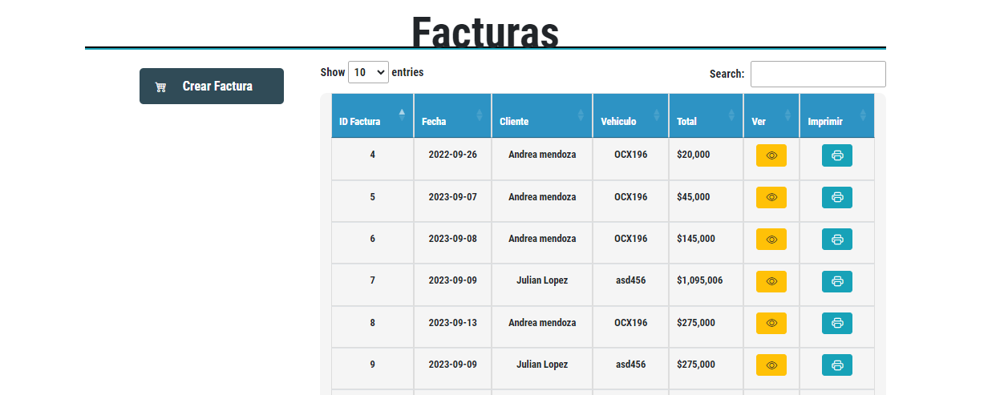 Facturas
Crear Factura
Show 10 entries
Search:
ID Factura Fecha Cliente Vehiculo Total Ver Imprimir
4 2022-09-26 Andrea mendoza OCX196 $20,000
5 2023-09-07 Andrea mendoza OCX196 $45,000
6 2023-09-08 Andrea mendoza OCX196 $145,000
7 2023-09-09 Julian Lopez asd456 $1,095,006
8 2023-09-13 Andrea mendoza OCX196 $275,000
9 2023-09-09 Julian Lopez asd456 $275,000